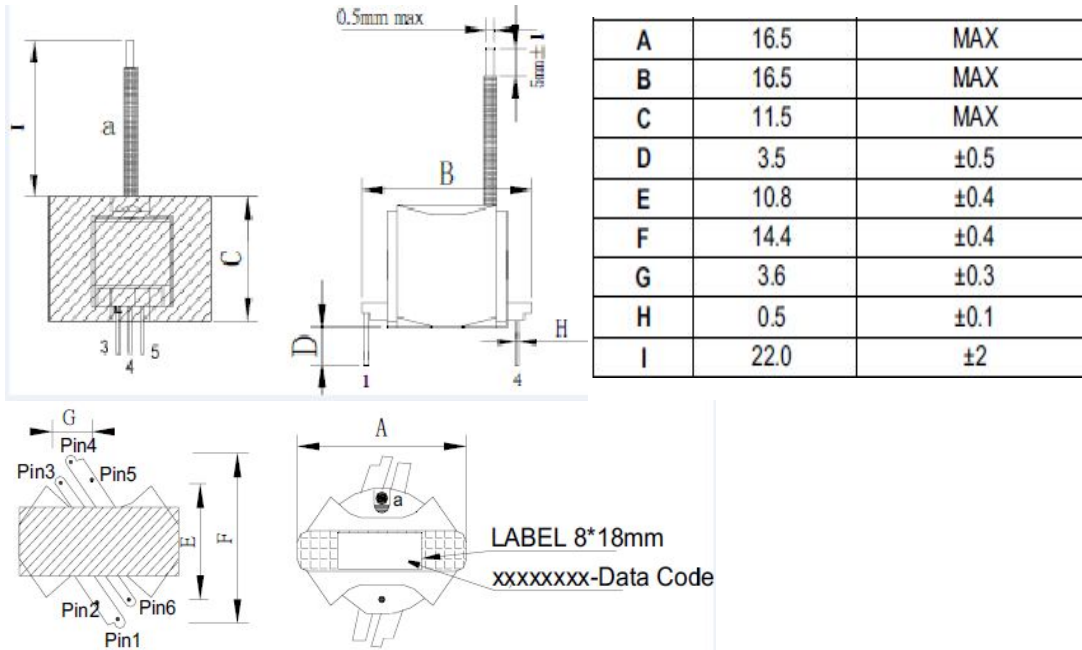 0.5mm max
5mm±1
I
a
B
C
D
H
3
4
5
1
4
A 16.5 MAX
B 16.5 MAX
C 11.5 MAX
D 3.5 ±0.5
E 10.8 ±0.4
F 14.4 ±0.4
G 3.6 ±0.3
H 0.5 ±0.1
I 22.0 ±2
G
Pin4
Pin3
Pin5
E
F
Pin2
Pin6
Pin1
A
a
LABEL 8*18mm
xxxxxxxx-Data Code